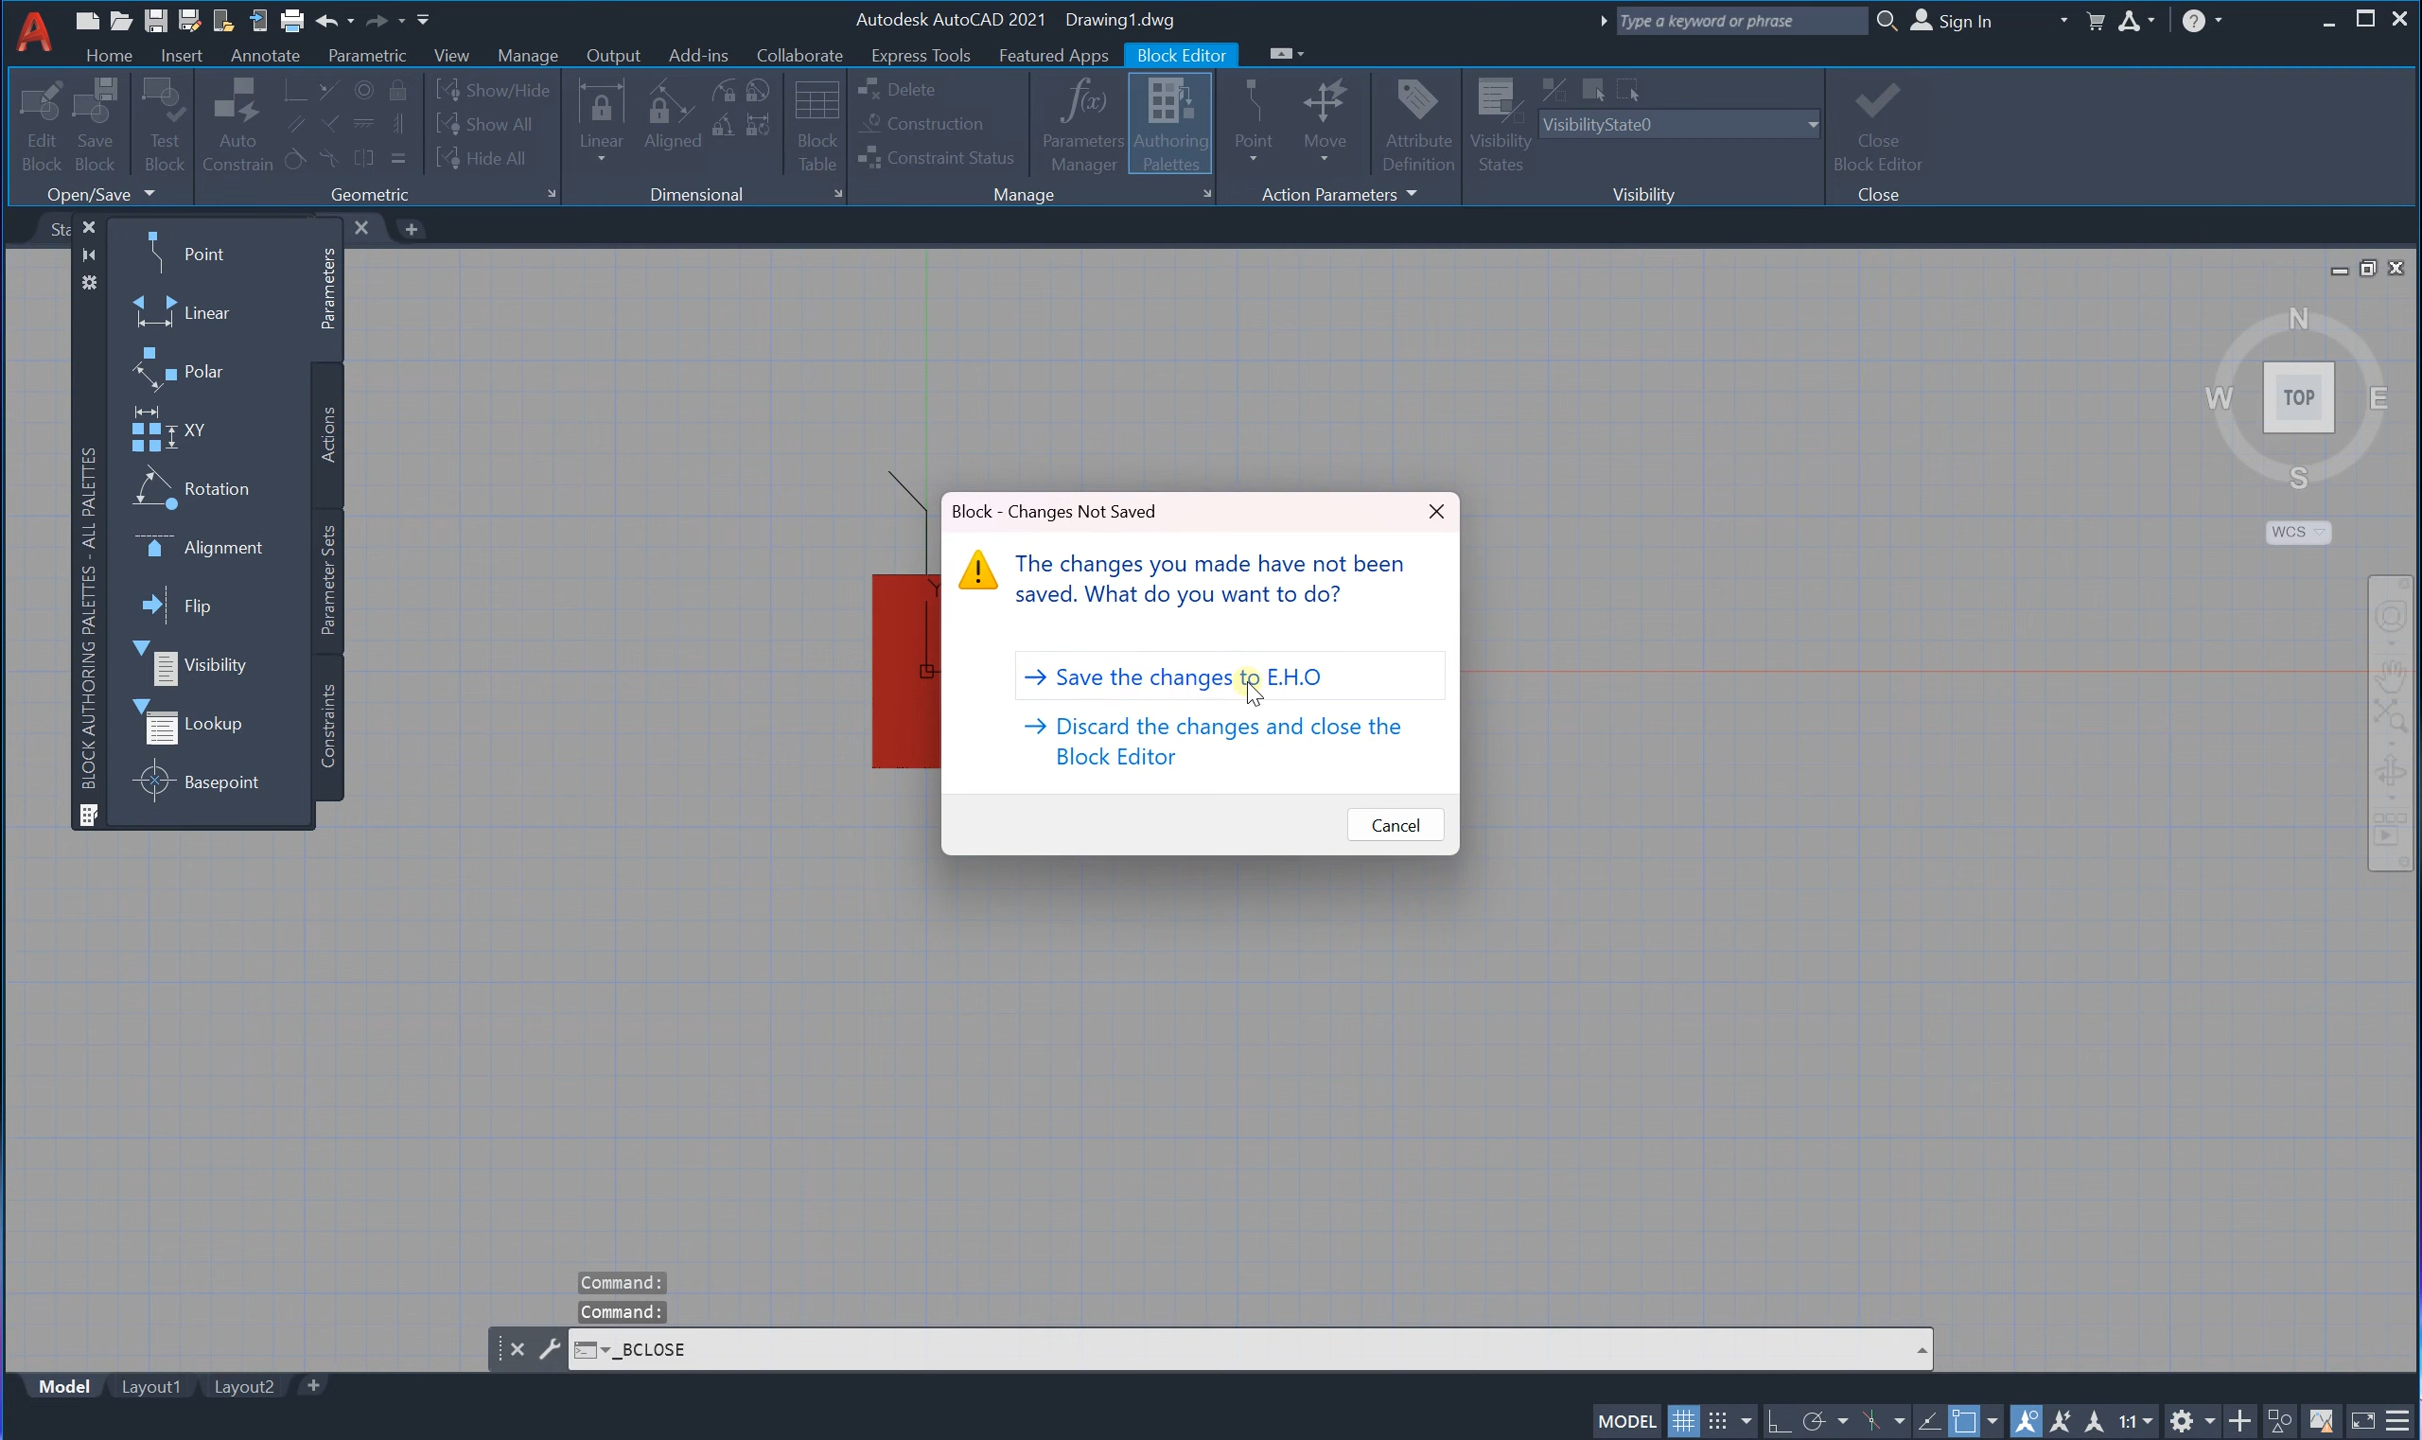 Autodesk AutoCAD 2021 Drawing1.dwg
Type a keyword or phrase
Sign In
Home Insert Annotate Parametric View Manage Output Add-ins Collaborate Express Tools Featured Apps Block Editor
Edit Block
Save Block
Test Block
Auto Constrain
Show/Hide
Show All
Hide All
Linear
Aligned
Block Table
Delete
Construction
Constraint Status
Parameters Manager
Authoring Palettes
Point
Move
Attribute Definition
Visibility States
VisibilityState0
Close Block Editor
Open/Save Geometric Dimensional Manage Action Parameters Visibility Close
Sta
Point
Linear
Polar
XY
Rotation
Alignment
Flip
Visibility
Lookup
Basepoint
Parameters
Actions
Parameter Sets
Constraints
BLOCK AUTHORING PALETTES - ALL PALETTES
N
W TOP E
S
WCS
Y
Block - Changes Not Saved
The changes you made have not been
saved. What do you want to do?
Save the changes to E.H.O
Discard the changes and close the
Block Editor
Cancel
Command:
Command:
_BCLOSE
Model Layout1 Layout2
MODEL 1:1